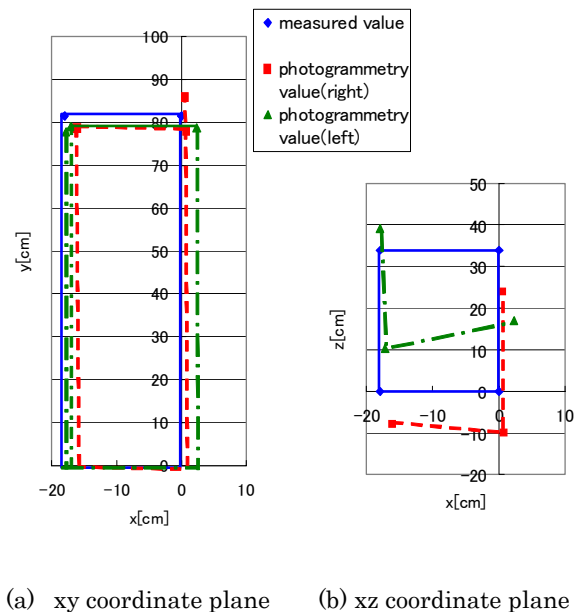 measured value
photogrammetry
value(right)
photogrammetry
value(left)
100
90
80
70
60
50
40
30
20
10
0
y[cm]
-20 -10 0 10
x[cm]
50
40
30
20
10
0
-10
-20
z[cm]
-20 -10 0 10
x[cm]
(a) xy coordinate plane (b) xz coordinate plane